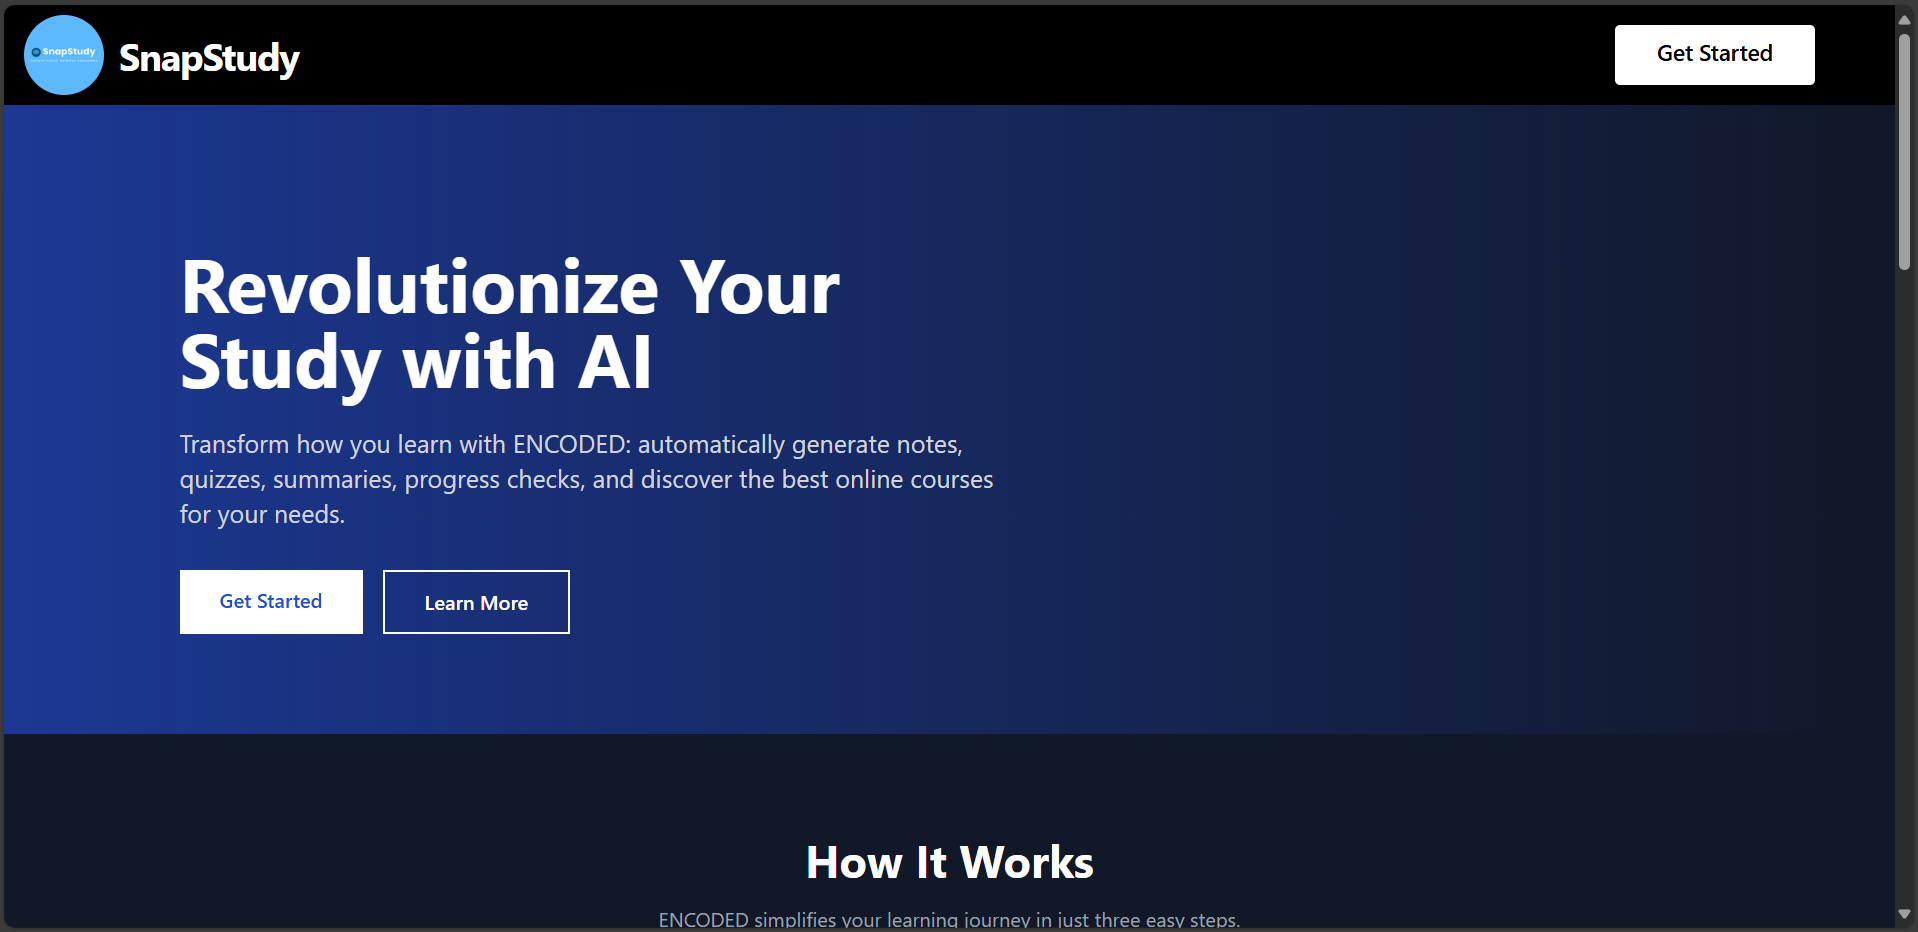 SnapStudy
SnapStudy
Get Started
Revolutionize Your
Study with AI
Transform how you learn with ENCODED: automatically generate notes,
quizzes, summaries, progress checks, and discover the best online courses
for your needs.
Get Started
Learn More
How It Works
ENCODED simplifies your learning journey in just three easy steps.